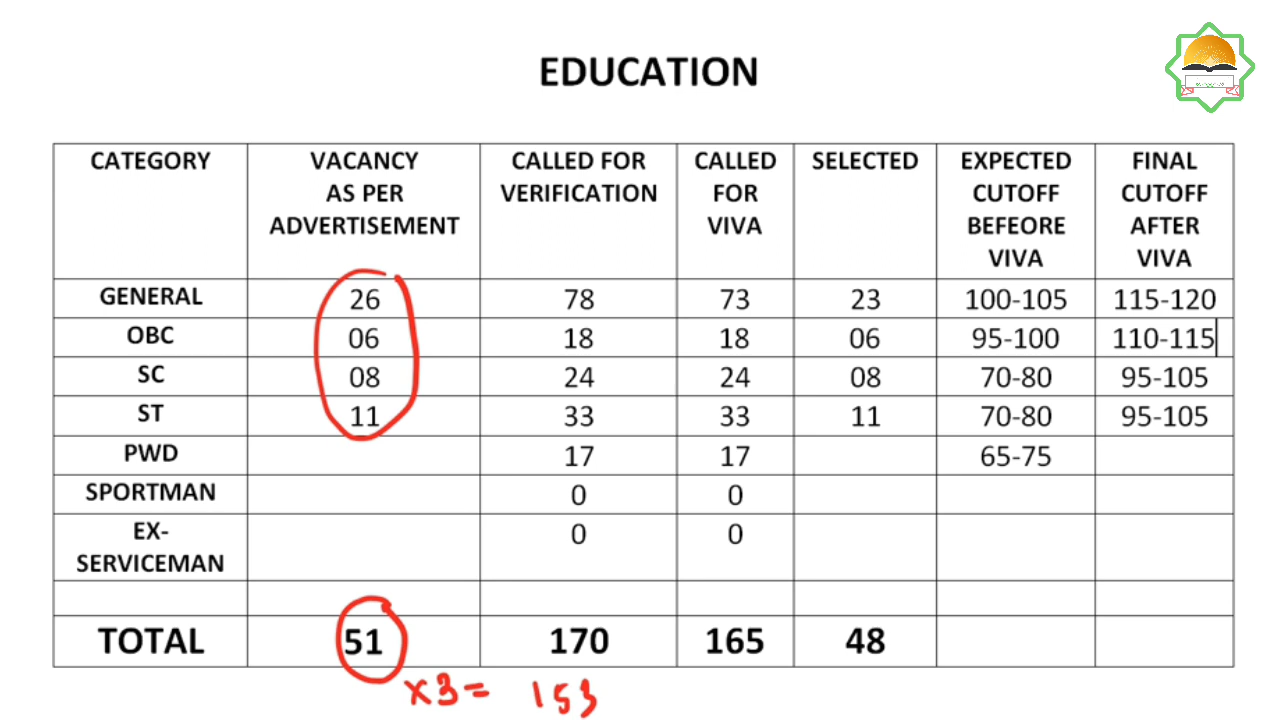 EDUCATION
CATEGORY VACANCY AS PER ADVERTISEMENT CALLED FOR VERIFICATION CALLED FOR VIVA SELECTED EXPECTED CUTOFF BEFEORE VIVA FINAL CUTOFF AFTER VIVA
GENERAL 26 78 73 23 100-105 115-120
OBC 06 18 18 06 95-100 110-115
SC 08 24 24 08 70-80 95-105
ST 11 33 33 11 70-80 95-105
PWD 17 17 65-75
SPORTMAN 0 0
EX-SERVICEMAN 0 0
TOTAL 51 170 165 48
x3= 153